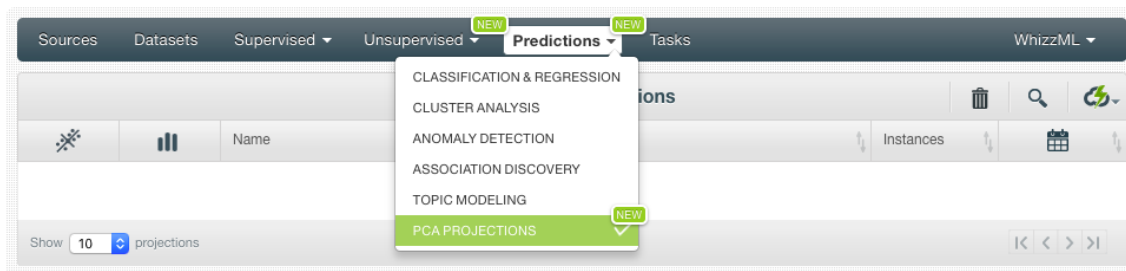 NEW NEW
Sources Datasets Supervised Unsupervised Predictions Tasks WhizzML
CLASSIFICATION & REGRESSION
ions
CLUSTER ANALYSIS
Name ANOMALY DETECTION Instances
ASSOCIATION DISCOVERY
TOPIC MODELING
NEW
PCA PROJECTIONS
Show 10 projections